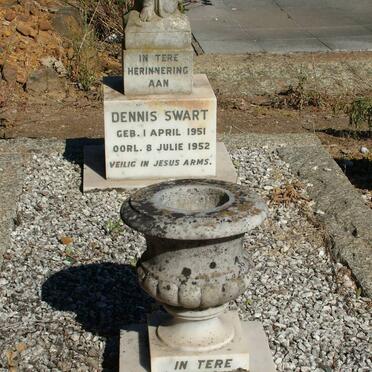 IN TERE
HERINNERING
AAN
DENNIS SWART
GEB. 1 APRIL 1951
OORL. 8 JULIE 1952
VEILIG IN JESUS ARMS.
IN TERE